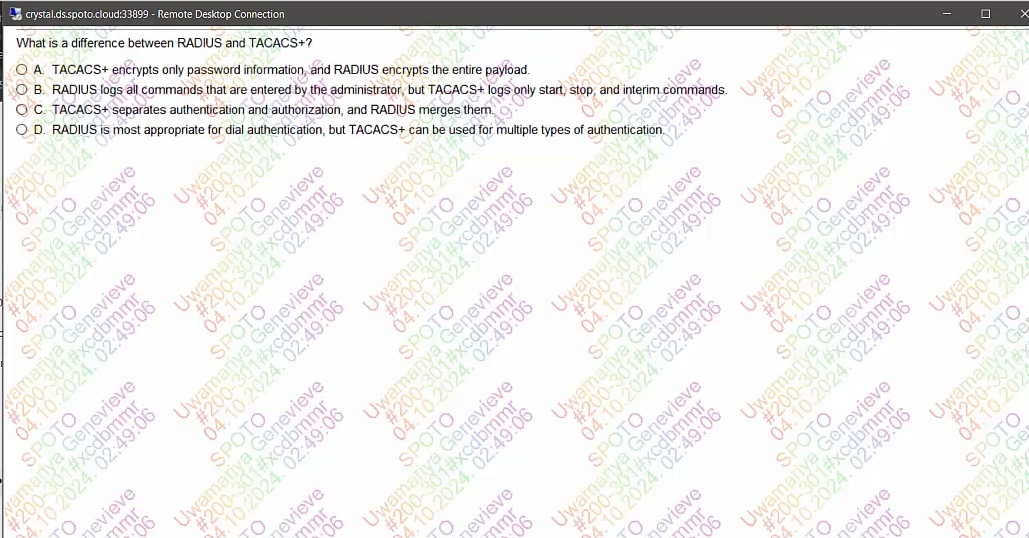 crystal.ds.spoto.cloud:33899 - Remote Desktop Connection
What is a difference between RADIUS and TACACS+?
A. TACACS+ encrypts only password information, and RADIUS encrypts the entire payload.
B. RADIUS logs all commands that are entered by the administrator, but TACACS+ logs only start, stop, and interim commands.
C. TACACS+ separates authentication and authorization, and RADIUS merges them.
D. RADIUS is most appropriate for dial authentication, but TACACS+ can be used for multiple types of authentication.
SPOTO
Uwamariya Genevieve
#200-301#xcdbmmr
04.10.2024. 02:49:06